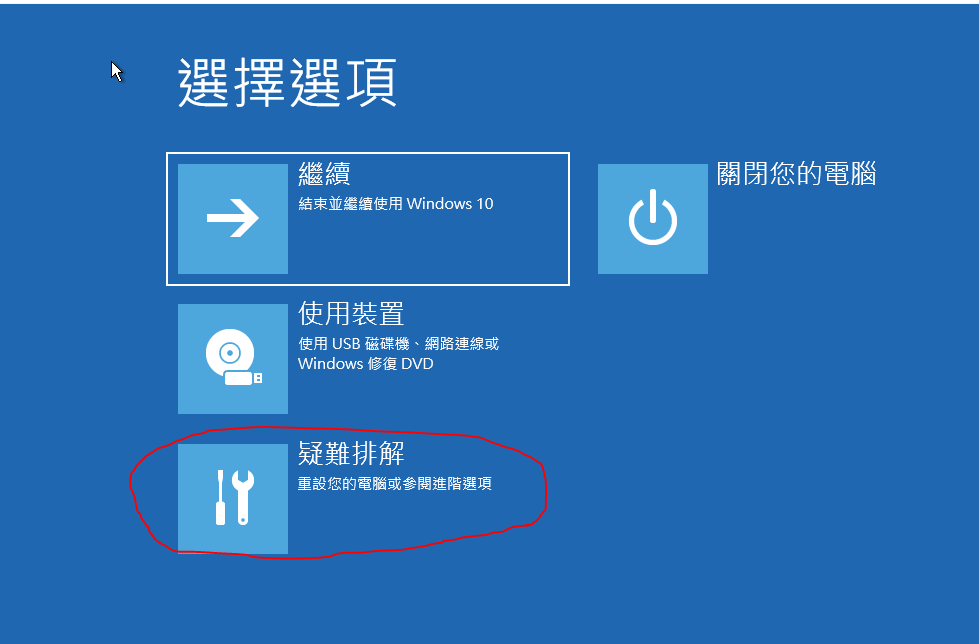 選擇選項
繼續
結束並繼續使用 Windows 10
關閉您的電腦
使用裝置
使用 USB 磁碟機、網路連線或
Windows 修復 DVD
疑難排解
重設您的電腦或參閱進階選項